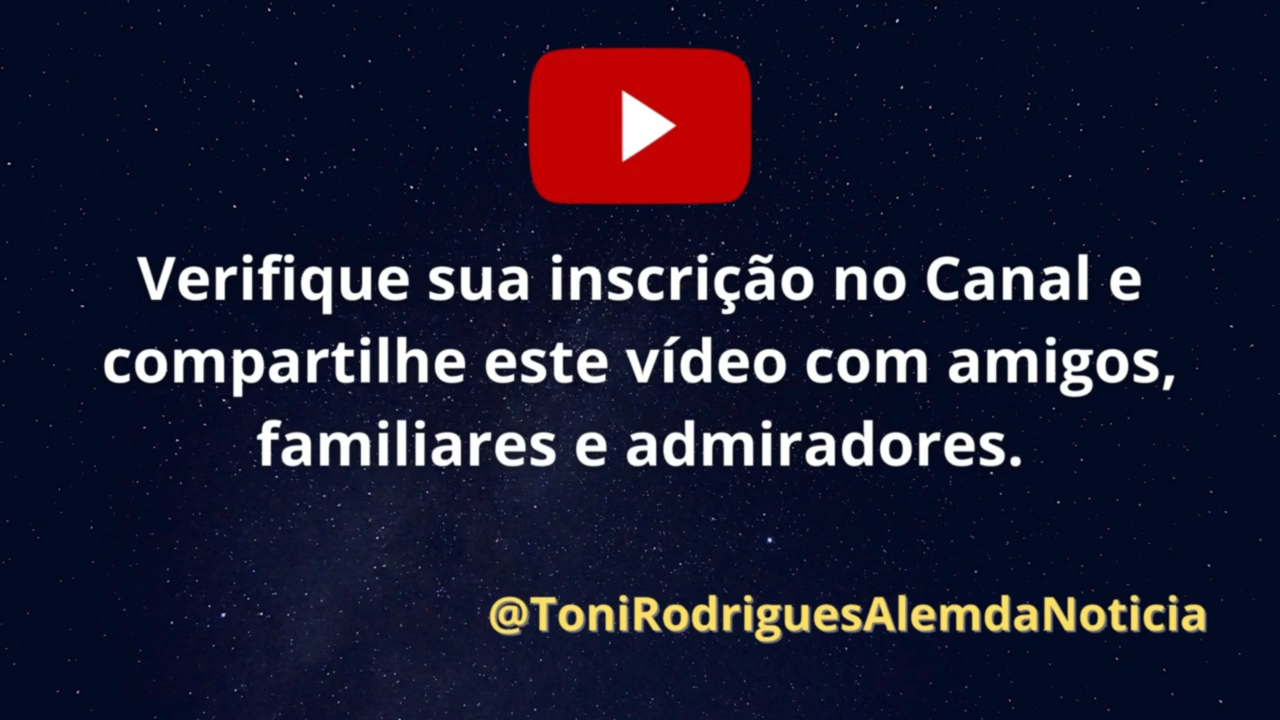 Verifique sua inscrição no Canal e
compartilhe este vídeo com amigos,
familiares e admiradores.
@ToniRodriguesAlemdaNoticia